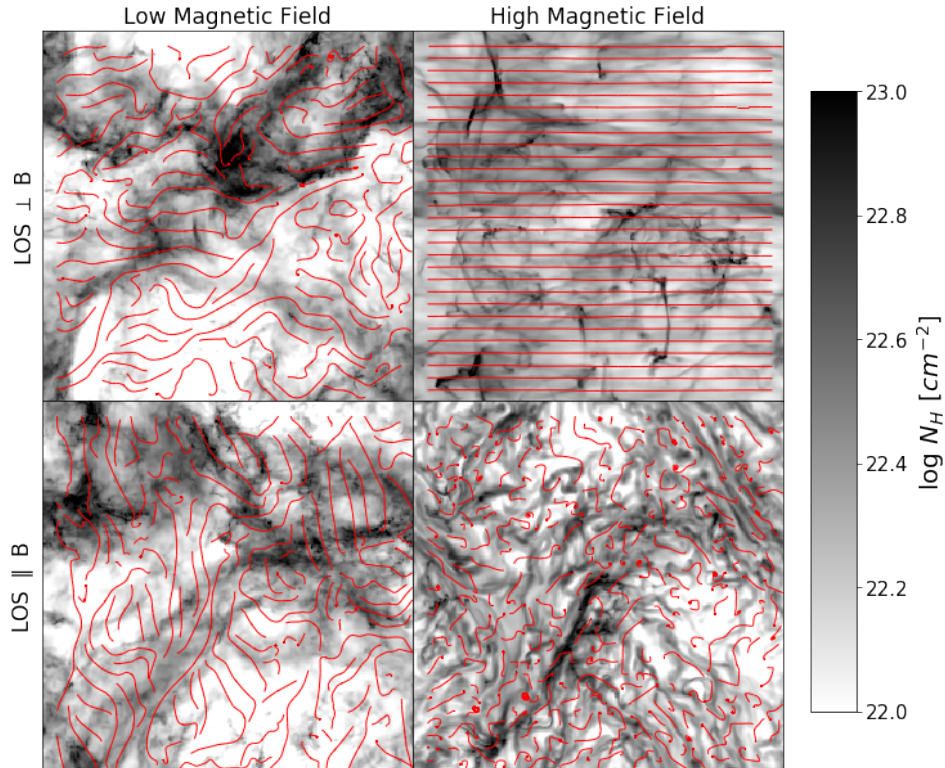 Low Magnetic Field
High Magnetic Field
LOS ⊥ B
LOS ∥ B
23.0
22.8
22.6
22.4
22.2
22.0
log N_H [cm^{-2}]